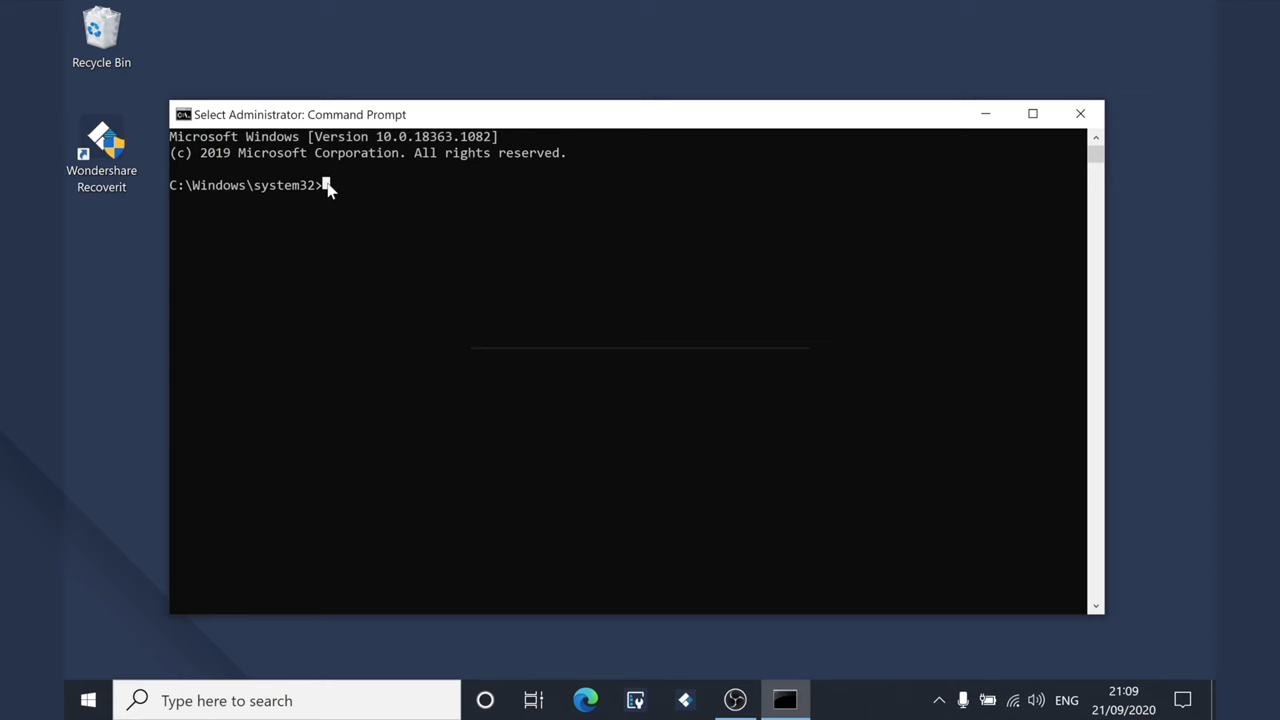 Recycle Bin
Wondershare
Recoverit
Select Administrator: Command Prompt
Microsoft Windows [Version 10.0.18363.1082]
(c) 2019 Microsoft Corporation. All rights reserved.
C:\Windows\system32>
Type here to search
ENG
21:09
21/09/2020